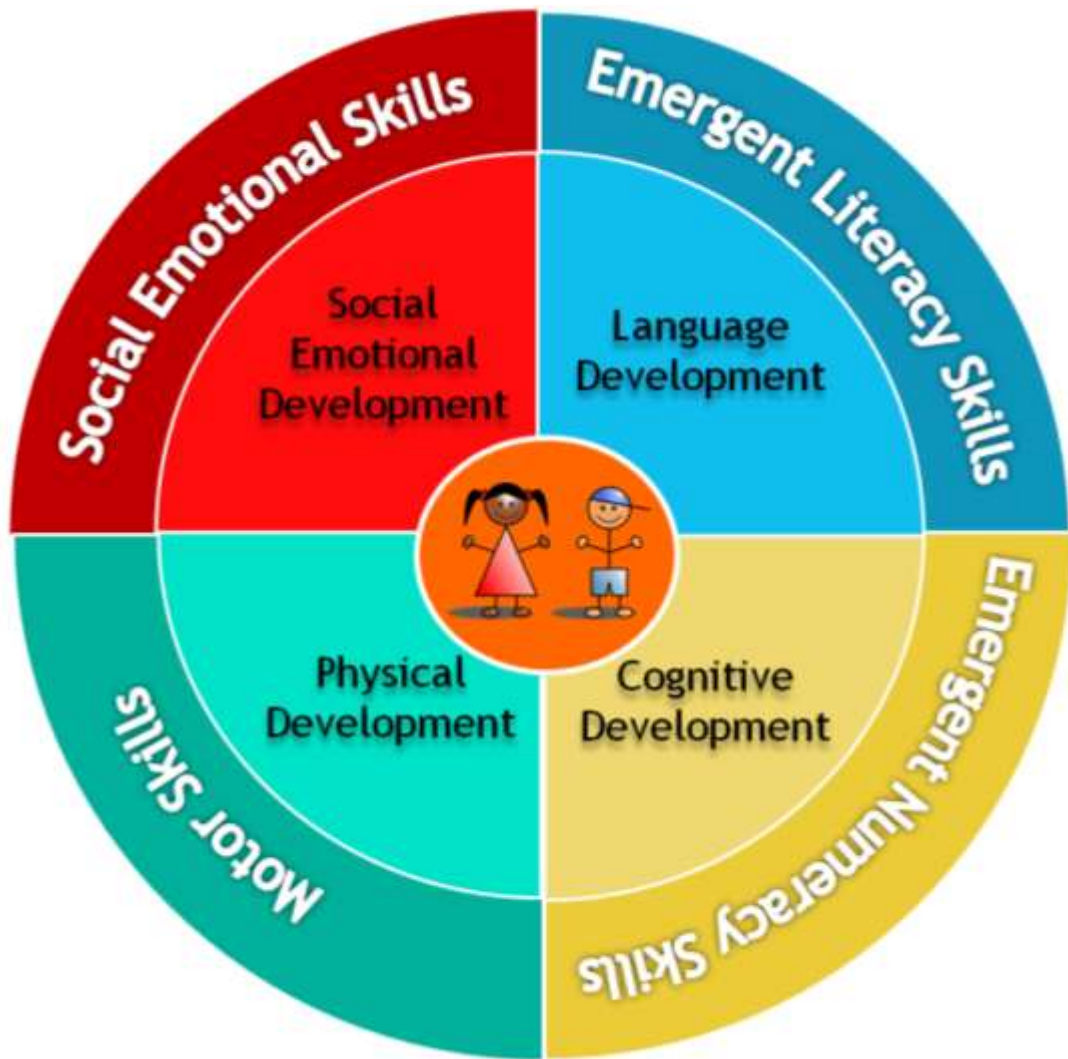 Social Emotional Skills
Emergent Literacy Skills
Social
Emotional
Development
Language
Development
Physical
Development
Cognitive
Development
Motor Skills
Emergent Numeracy Skills